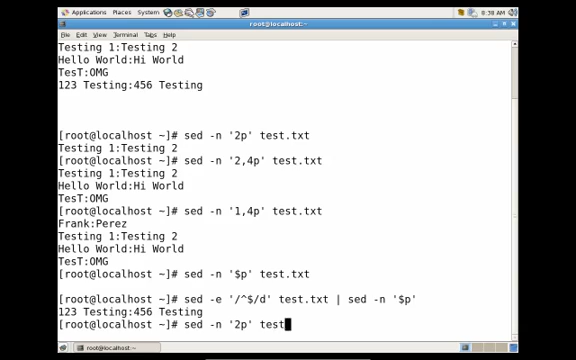 Applications Places System 8:38 AM
root@localhost:~
File Edit View Terminal Tabs Help
Testing 1:Testing 2
Hello World:Hi World
TesT:OMG
123 Testing:456 Testing
[root@localhost ~]# sed -n '2p' test.txt
Testing 1:Testing 2
[root@localhost ~]# sed -n '2,4p' test.txt
Testing 1:Testing 2
Hello World:Hi World
TesT:OMG
[root@localhost ~]# sed -n '1,4p' test.txt
Frank:Perez
Testing 1:Testing 2
Hello World:Hi World
TesT:OMG
[root@localhost ~]# sed -n '$p' test.txt
[root@localhost ~]# sed -e '/^$/d' test.txt | sed -n '$p'
123 Testing:456 Testing
[root@localhost ~]# sed -n '2p' test
root@localhost:~